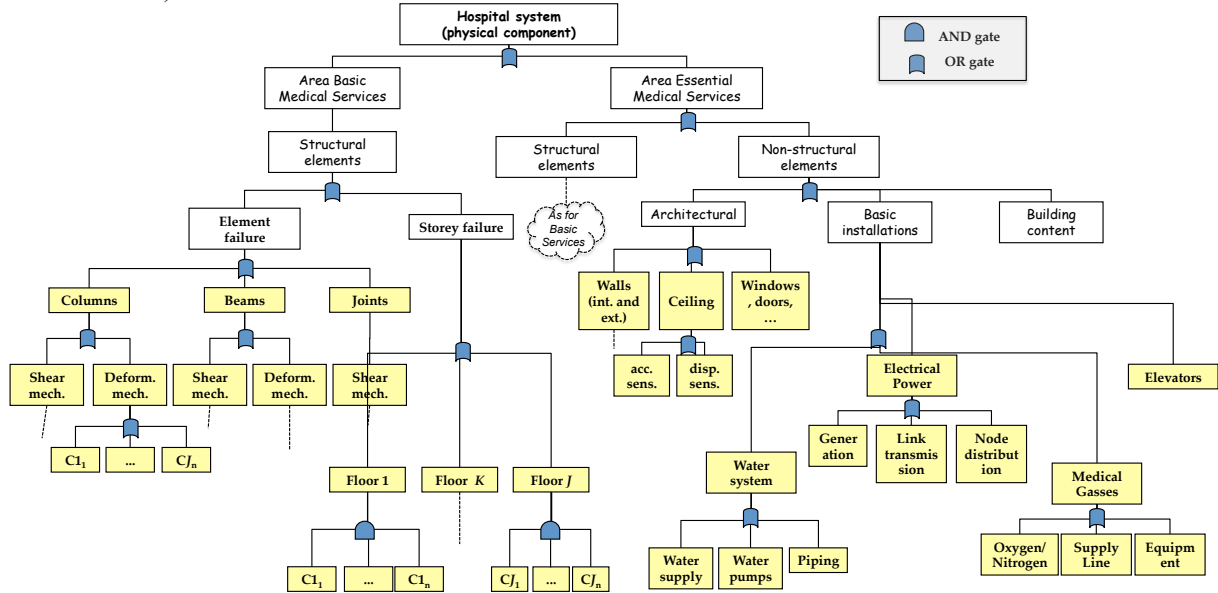 Hospital system
(physical component)
AND gate
OR gate
Area Basic
Medical Services
Area Essential
Medical Services
Structural
elements
Structural
elements
Non-structural
elements
Element
failure
Storey failure
As for
Basic
Services
Architectural
Basic
installations
Building
content
Columns
Beams
Joints
Walls
(int. and
ext.)
Ceiling
Windows
, doors,
...
Shear
mech.
Deform.
mech.
Shear
mech.
Deform.
mech.
Shear
mech.
acc.
sens.
disp.
sens.
Electrical
Power
Elevators
C1₁
...
CJₙ
Gener
ation
Link
transmis
sion
Node
distribut
ion
Floor 1
Floor K
Floor J
Water
system
Medical
Gasses
C1₁
...
C1ₙ
CJ₁
...
CJₙ
Water
supply
Water
pumps
Piping
Oxygen/
Nitrogen
Supply
Line
Equipm
ent